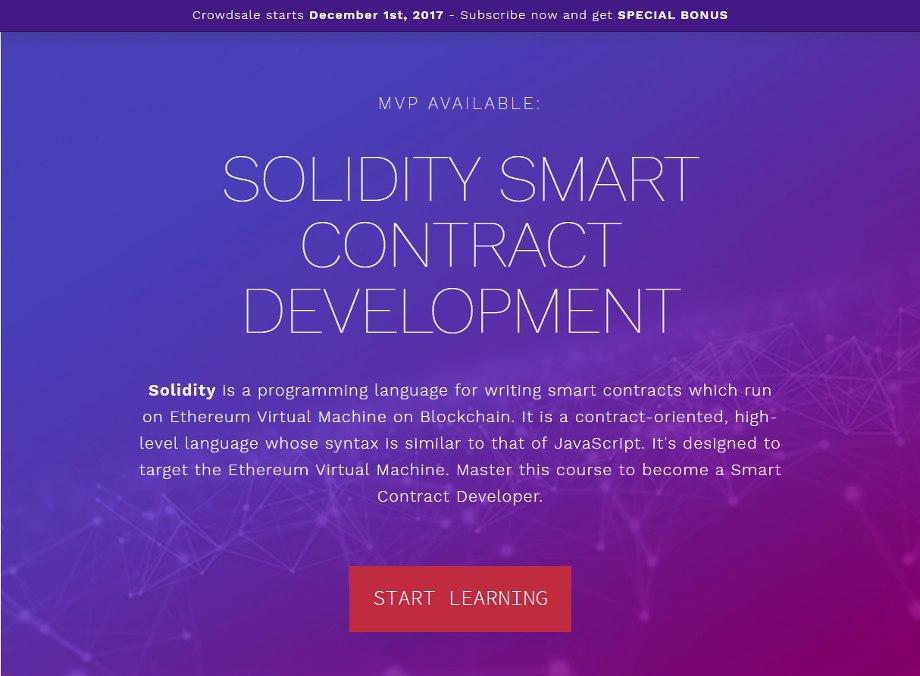 Crowdsale starts December 1st, 2017 - Subscribe now and get SPECIAL BONUS
MVP AVAILABLE:
SOLIDITY SMART
CONTRACT
DEVELOPMENT
Solidity is a programming language for writing smart contracts which run
on Ethereum Virtual Machine on Blockchain. It is a contract-oriented, high-
level language whose syntax is similar to that of JavaScript. It's designed to
target the Ethereum Virtual Machine. Master this course to become a Smart
Contract Developer.
START LEARNING